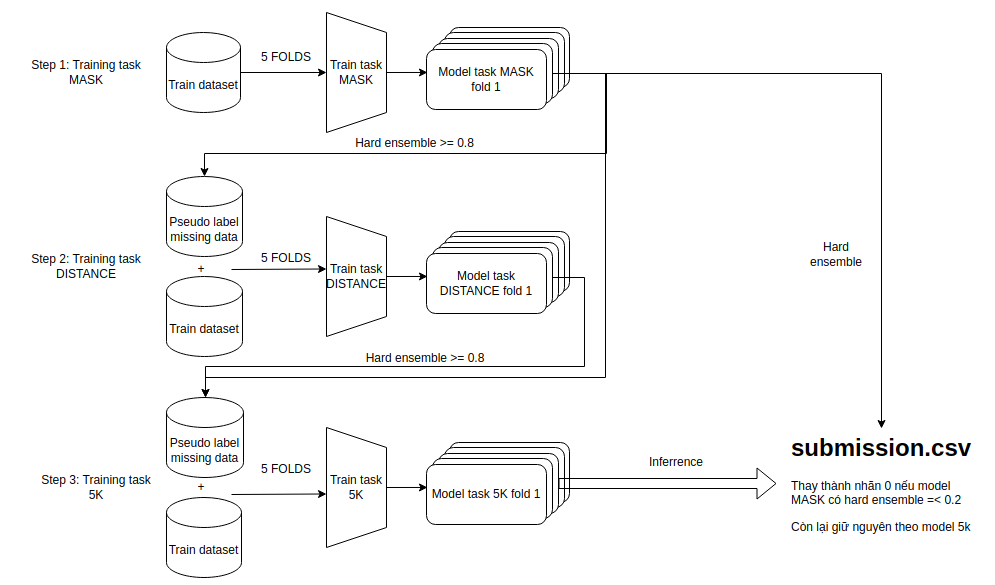 Step 1: Training task
MASK
Train dataset
5 FOLDS
Train task
MASK
Model task MASK
fold 1
Hard ensemble >= 0.8
Pseudo label
missing data
Step 2: Training task
DISTANCE
+
5 FOLDS
Train dataset
Train task
DISTANCE
Model task
DISTANCE fold 1
Hard
ensemble
Hard ensemble >= 0.8
Pseudo label
missing data
Step 3: Training task
5K
+
5 FOLDS
Train dataset
Train task
5K
Model task 5K fold 1
Inferrence
submission.csv
Thay thành nhãn 0 nếu model
MASK có hard ensemble =< 0.2
Còn lại giữ nguyên theo model 5k